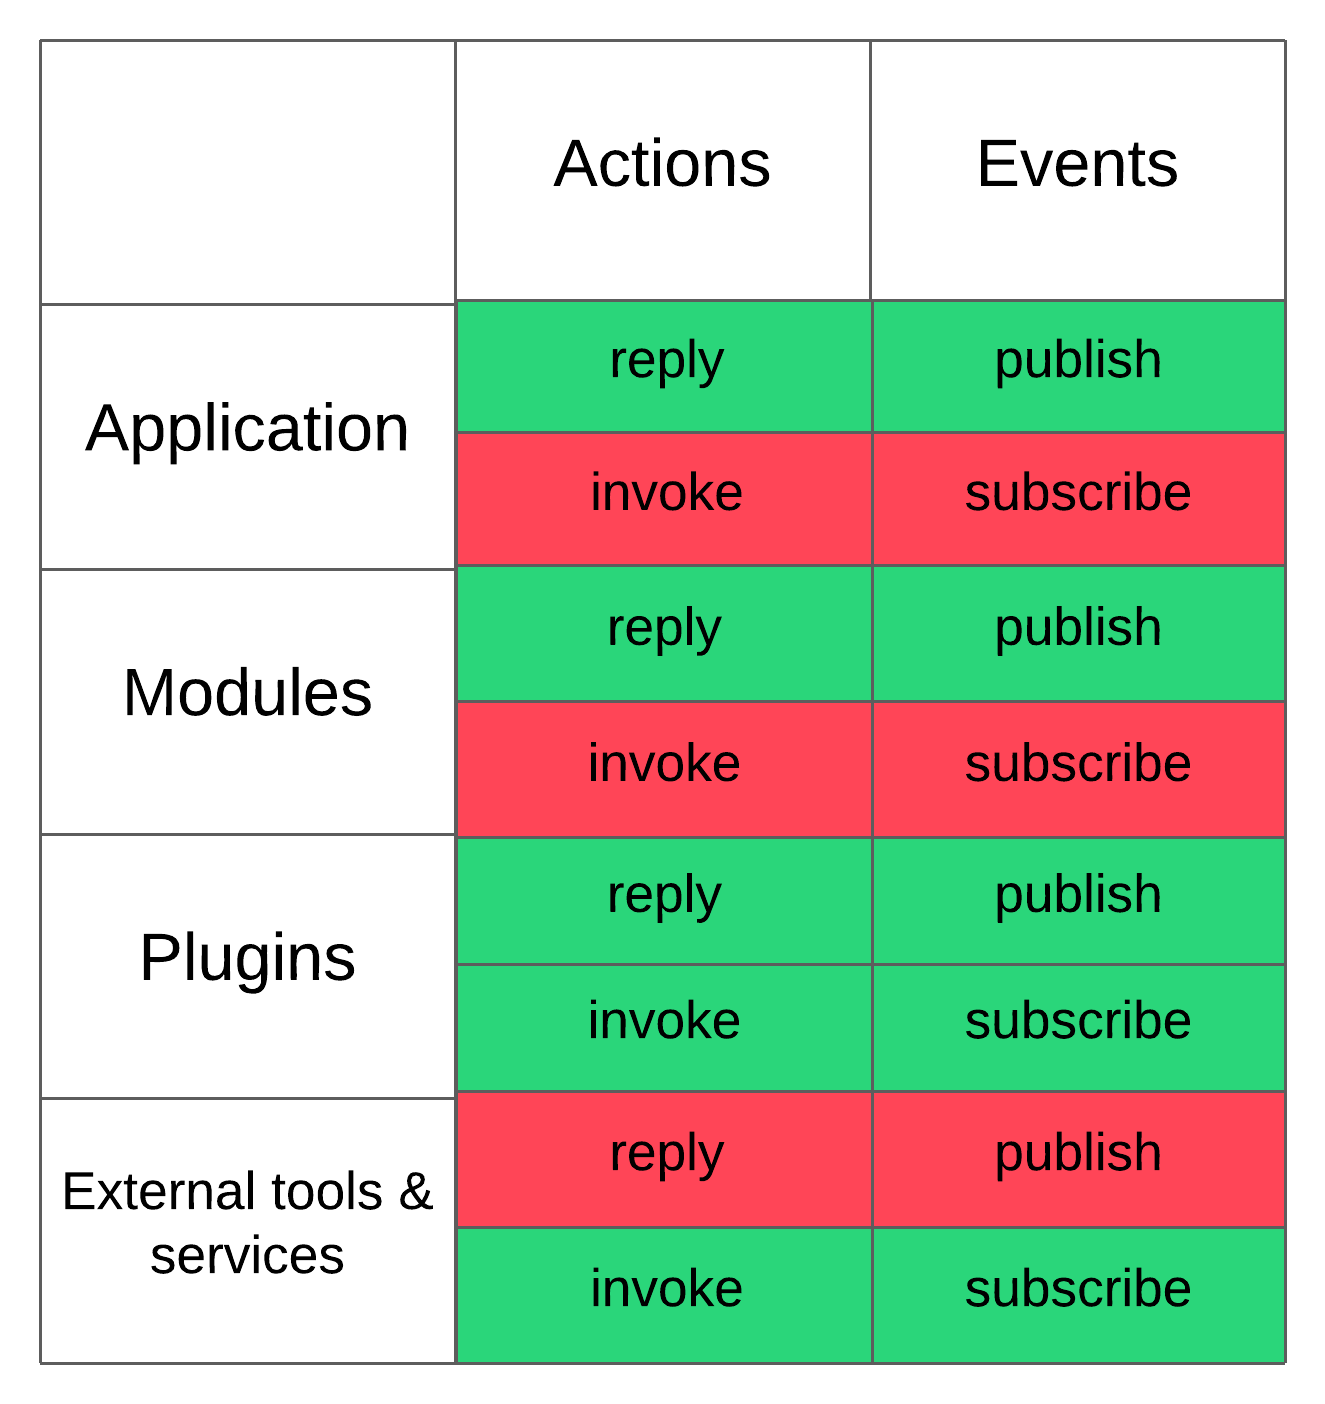 Actions Events
Application
reply publish
invoke subscribe
Modules
reply publish
invoke subscribe
Plugins
reply publish
invoke subscribe
External tools &
services
reply publish
invoke subscribe